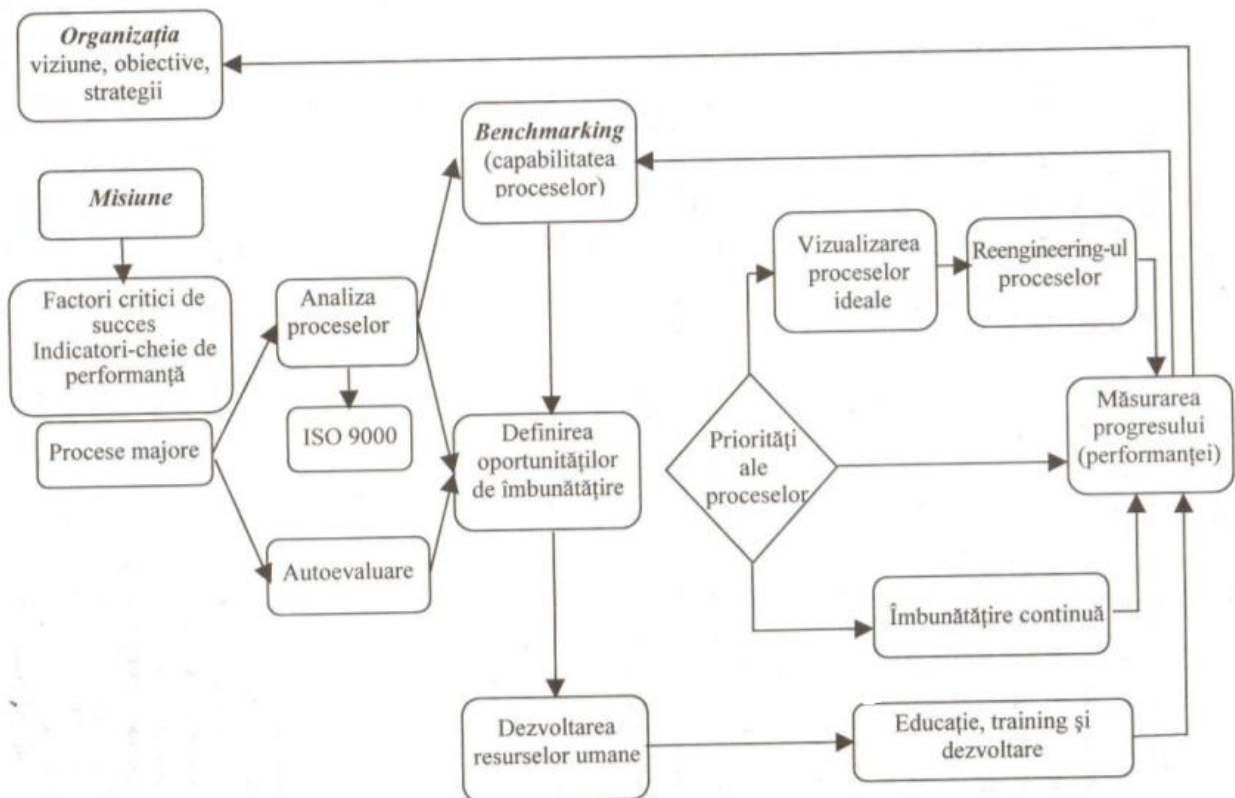 Organizația
viziune, obiective,
strategii
Misiune
Factori critici de
succes
Indicatori-cheie de
performanță
Procese majore
Analiza
proceselor
ISO 9000
Autoevaluare
Benchmarking
(capabilitatea
proceselor)
Definirea
oportunităților
de îmbunătățire
Dezvoltarea
resurselor umane
Vizualizarea
proceselor
ideale
Reengineering-ul
proceselor
Priorități
ale
proceselor
Măsurarea
progresului
(performanței)
Îmbunătățire continuă
Educație, training și
dezvoltare